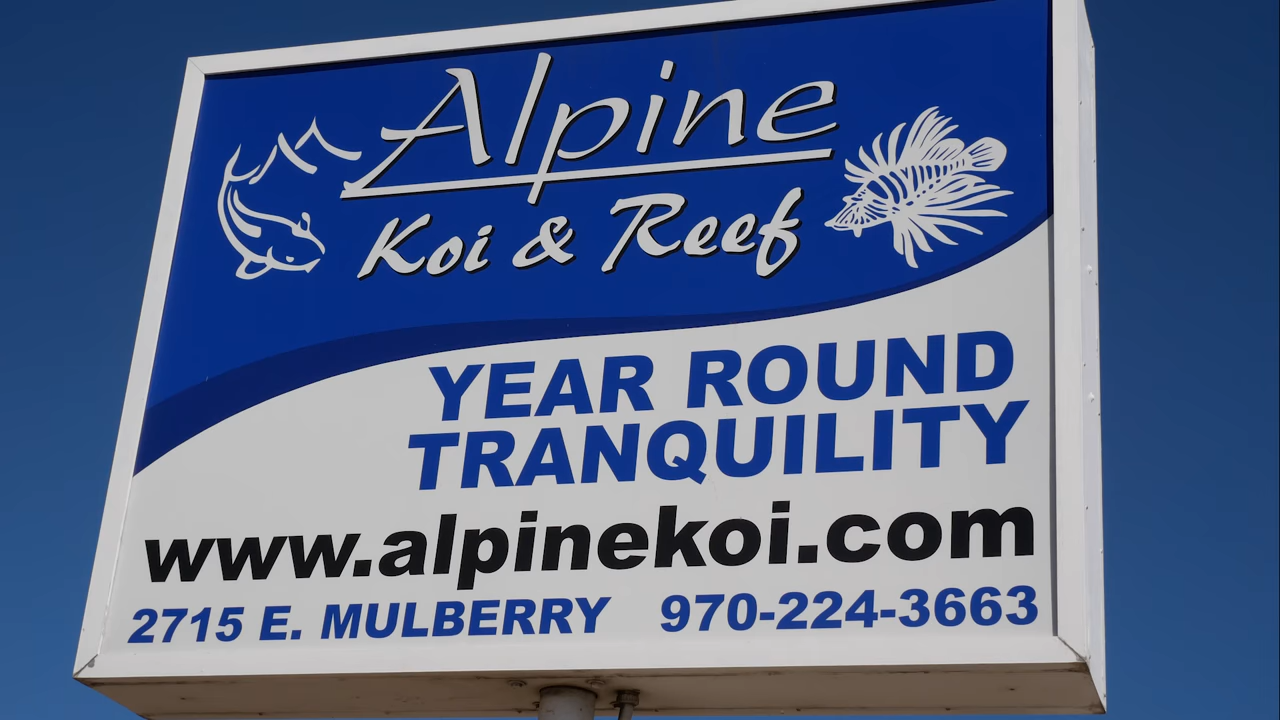 Alpine
Koi & Reef
YEAR ROUND
TRANQUILITY
www.alpinekoi.com
2715 E. MULBERRY 970-224-3663